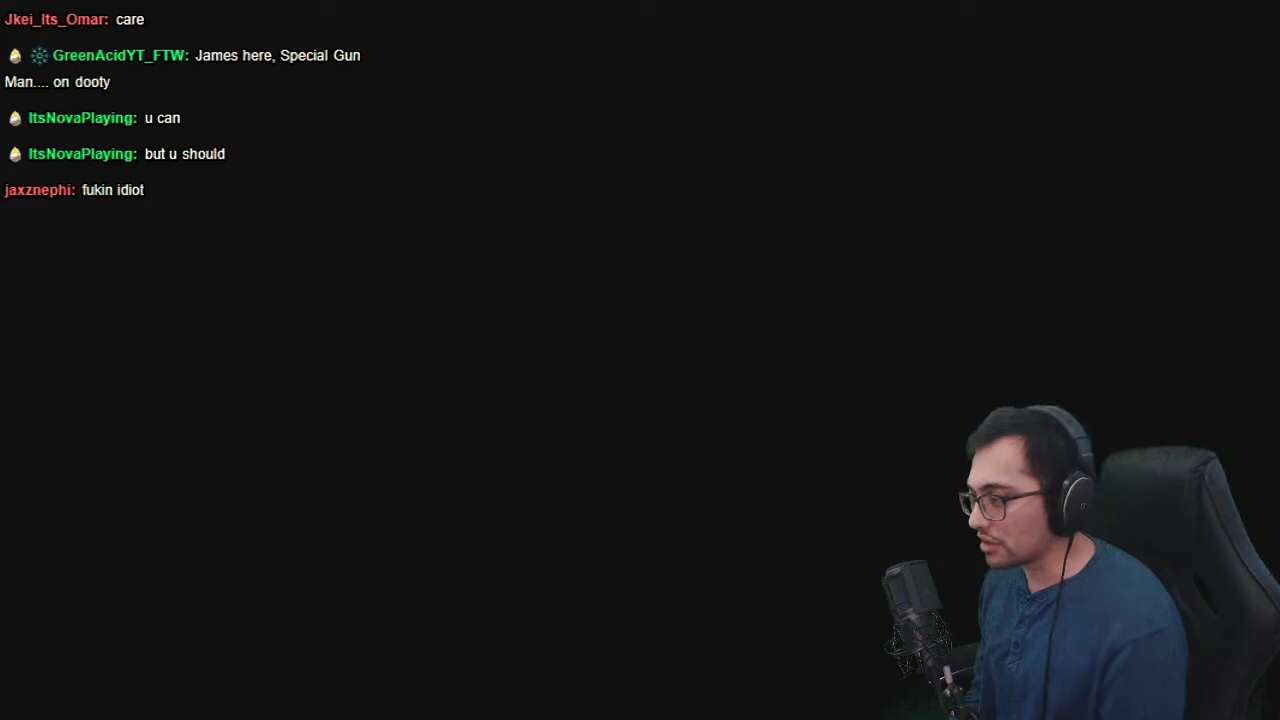 Jkei_Its_Omar: care
GreenAcidYT_FTW: James here, Special Gun
Man.... on dooty
ItsNovaPlaying: u can
ItsNovaPlaying: but u should
jaxznephi: fukin idiot